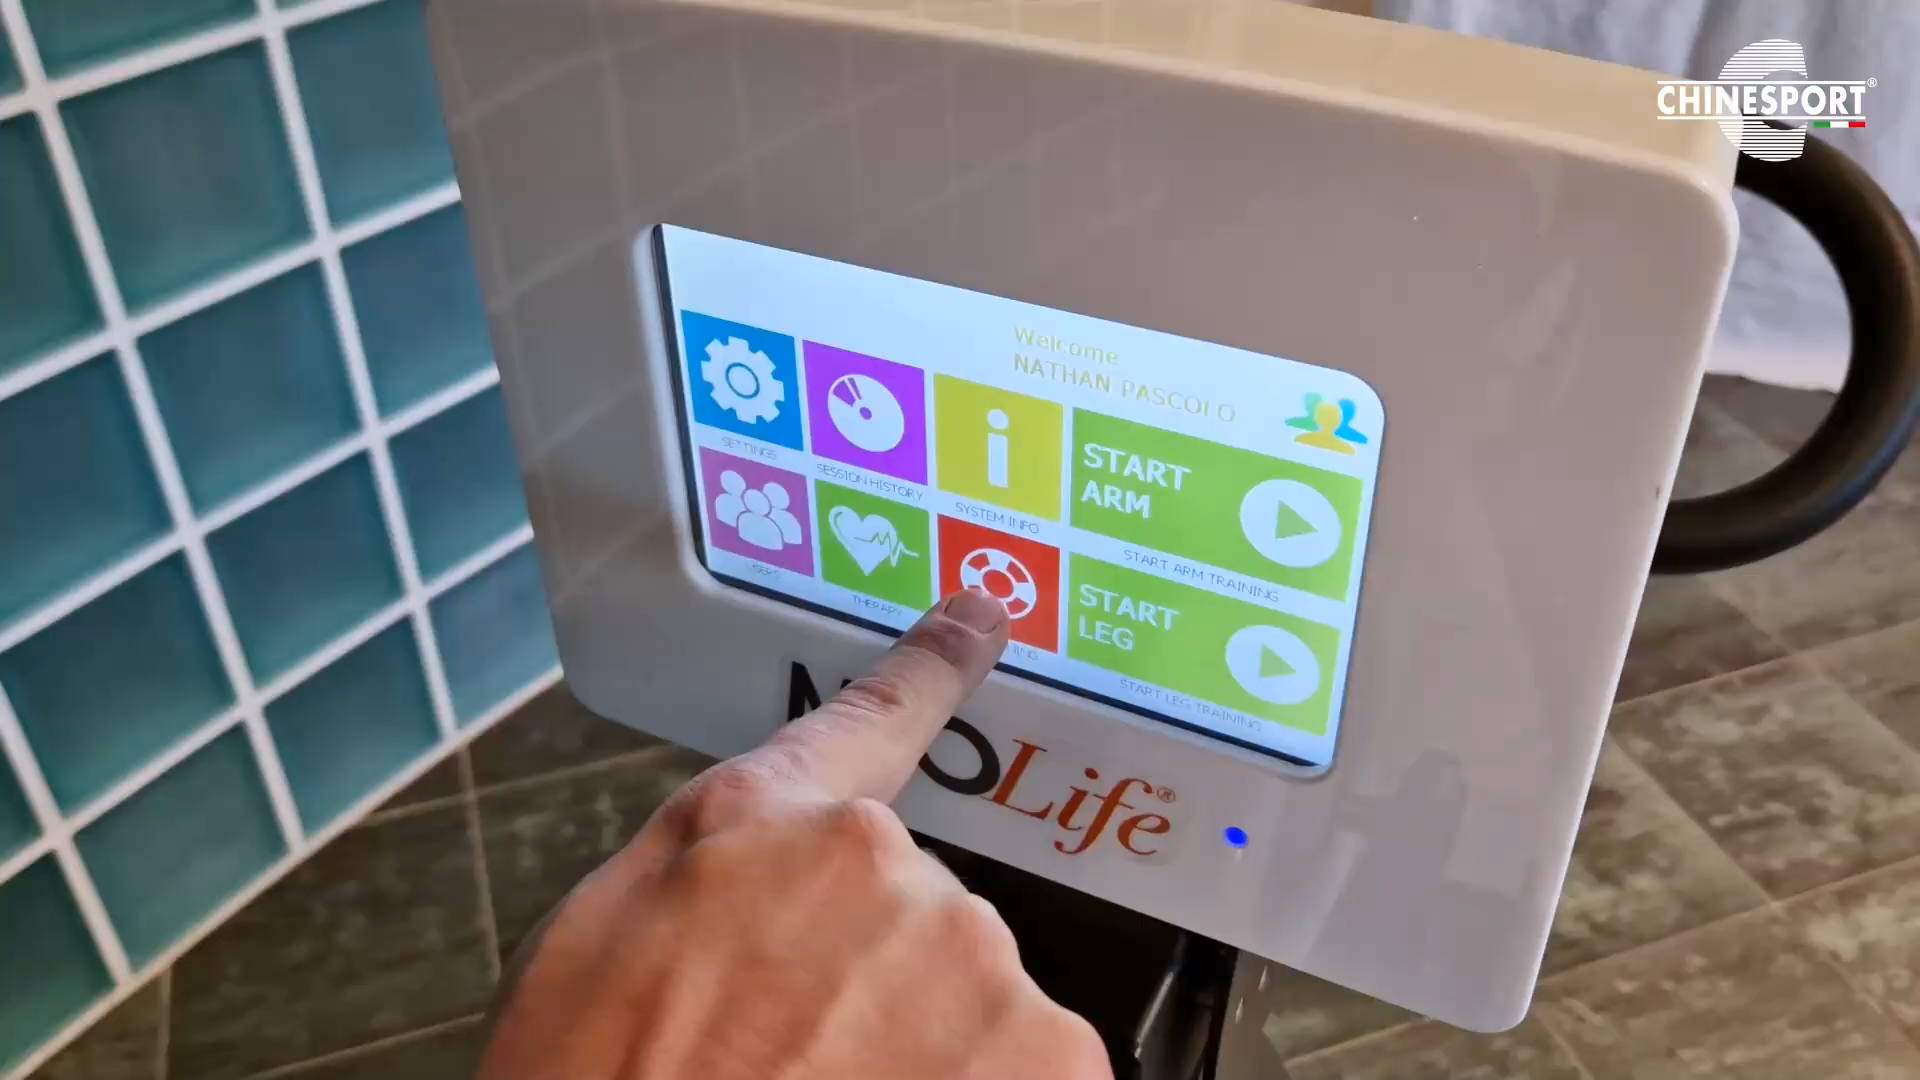 CHINESPORT®
Welcome
NATHAN PASCOLO
SETTINGS
SESSION HISTORY
SYSTEM INFO
START
ARM
START ARM TRAINING
USERS
THERAPY
START
LEG
START LEG TRAINING
Life®